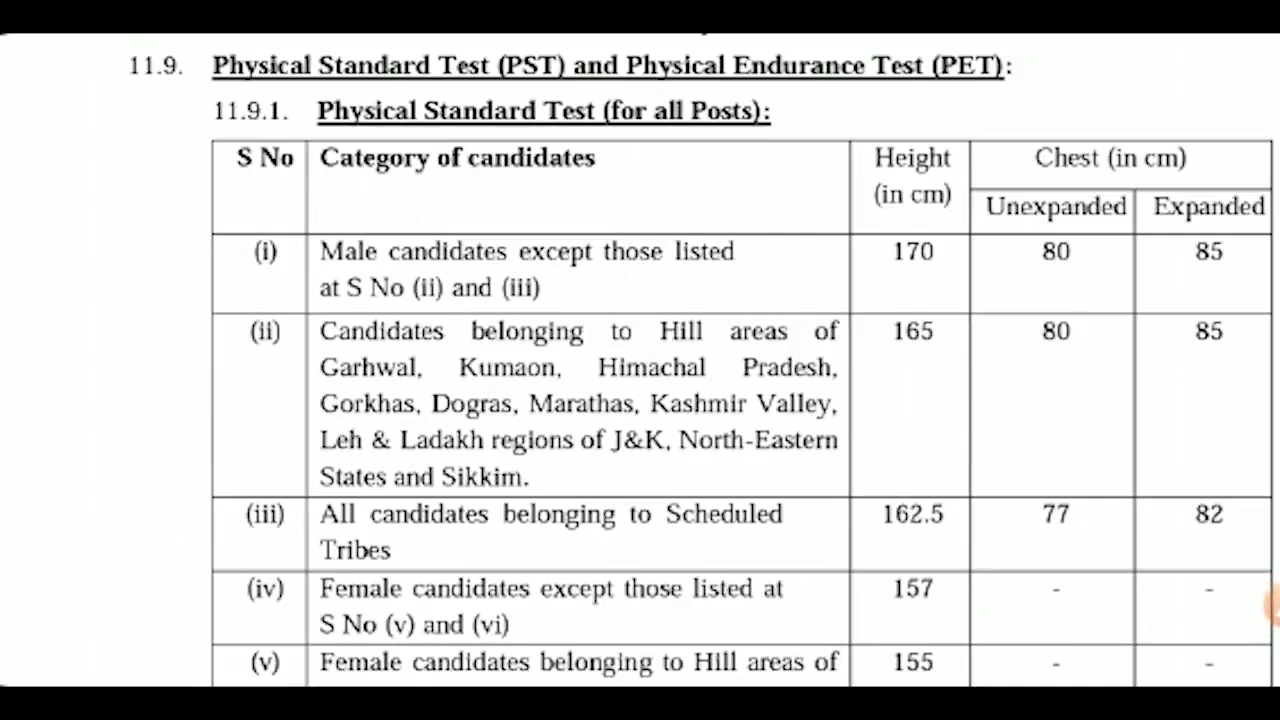 11.9. Physical Standard Test (PST) and Physical Endurance Test (PET):
11.9.1. Physical Standard Test (for all Posts):
S No Category of candidates Height (in cm) Chest (in cm)
Unexpanded Expanded
(i) Male candidates except those listed 170 80 85
at S No (ii) and (iii)
(ii) Candidates belonging to Hill areas of 165 80 85
Garhwal, Kumaon, Himachal Pradesh,
Gorkhas, Dogras, Marathas, Kashmir Valley,
Leh & Ladakh regions of J&K, North-Eastern
States and Sikkim.
(iii) All candidates belonging to Scheduled 162.5 77 82
Tribes
(iv) Female candidates except those listed at 157 - -
S No (v) and (vi)
(v) Female candidates belonging to Hill areas of 155 - -